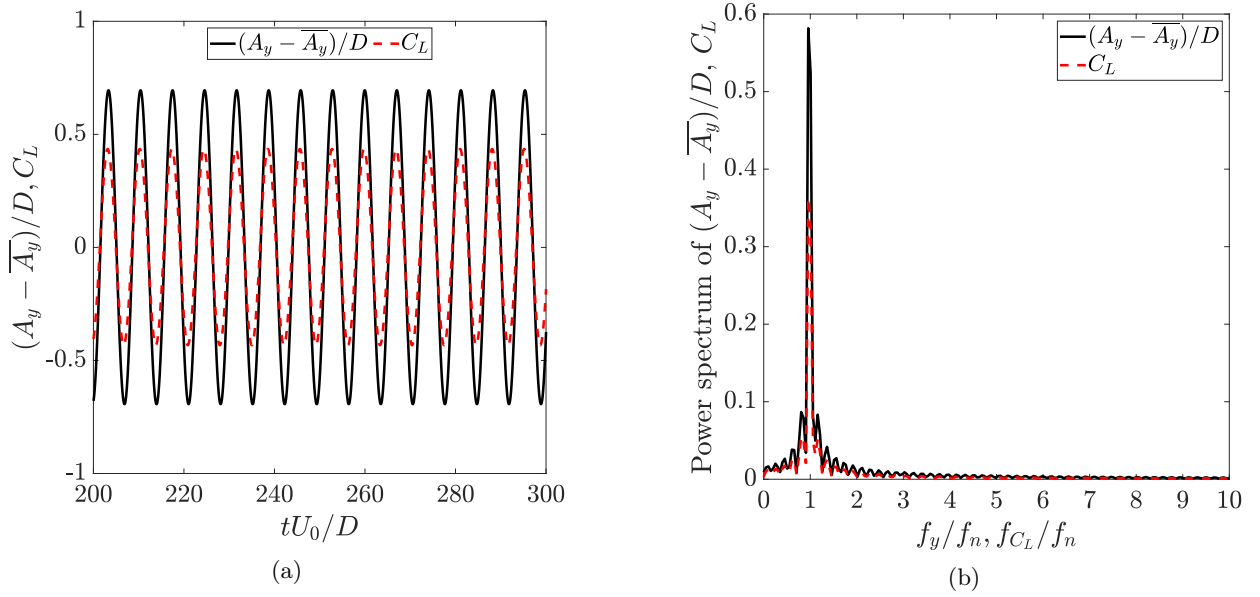 1
0.5
0
-0.5
-1
(A_y − \overline{A_y})/D, C_L
(A_y − \overline{A_y})/D
C_L
200 220 240 260 280 300
tU_0/D
(a)
0.6
0.5
0.4
0.3
0.2
0.1
0
Power spectrum of (A_y − \overline{A_y})/D, C_L
(A_y − \overline{A_y})/D
C_L
0 1 2 3 4 5 6 7 8 9 10
f_y/f_n, f_{C_L}/f_n
(b)